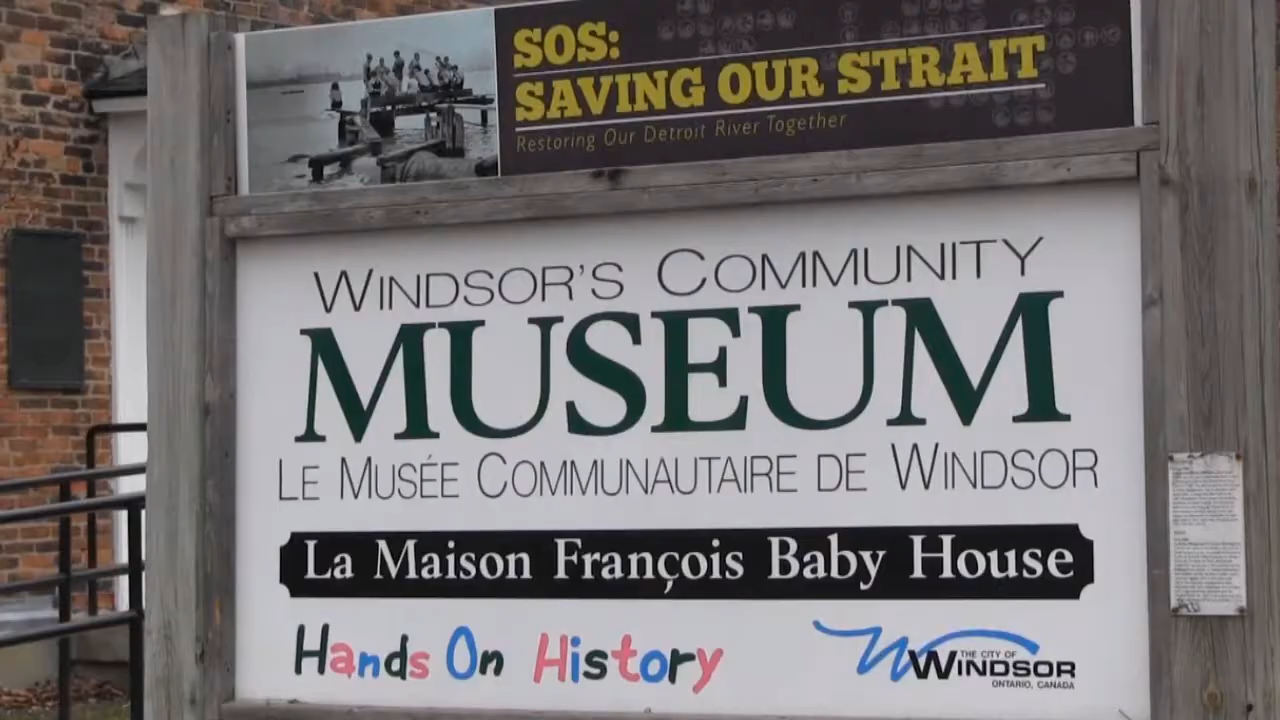 SOS:
SAVING OUR STRAIT
Restoring Our Detroit River Together
WINDSOR'S COMMUNITY
MUSEUM
LE MUSÉE COMMUNAUTAIRE DE WINDSOR
La Maison François Baby House
Hands On History
THE CITY OF
WINDSOR
ONTARIO, CANADA